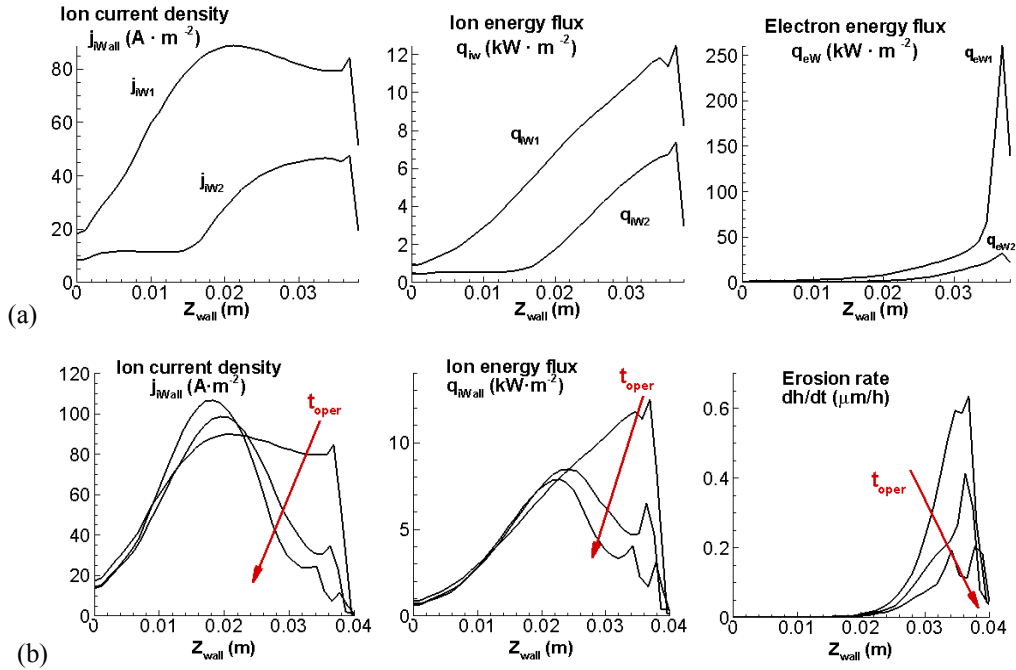 Ion current density
j_iWall (A · m⁻²)
80
60
40
20
0
j_iW1
j_iW2
0 0.01 0.02 0.03
Z_wall (m)
Ion energy flux
q_iw (kW · m⁻²)
12
10
8
6
4
2
0
q_iW1
q_iW2
0 0.01 0.02 0.03
Z_wall (m)
Electron energy flux
q_eW (kW · m⁻²)
250
200
150
100
50
0
q_eW1
q_eW2
0 0.01 0.02 0.03
Z_wall (m)
(a)
Ion current density
j_iWall (A·m⁻²)
120
100
80
60
40
20
0
t_oper
0 0.01 0.02 0.03 0.04
Z_wall (m)
Ion energy flux
q_iWall (kW·m⁻²)
10
5
0
t_oper
0 0.01 0.02 0.03 0.04
Z_wall (m)
Erosion rate
dh/dt (μm/h)
0.6
0.4
0.2
0
t_oper
0 0.01 0.02 0.03 0.04
Z_wall (m)
(b)